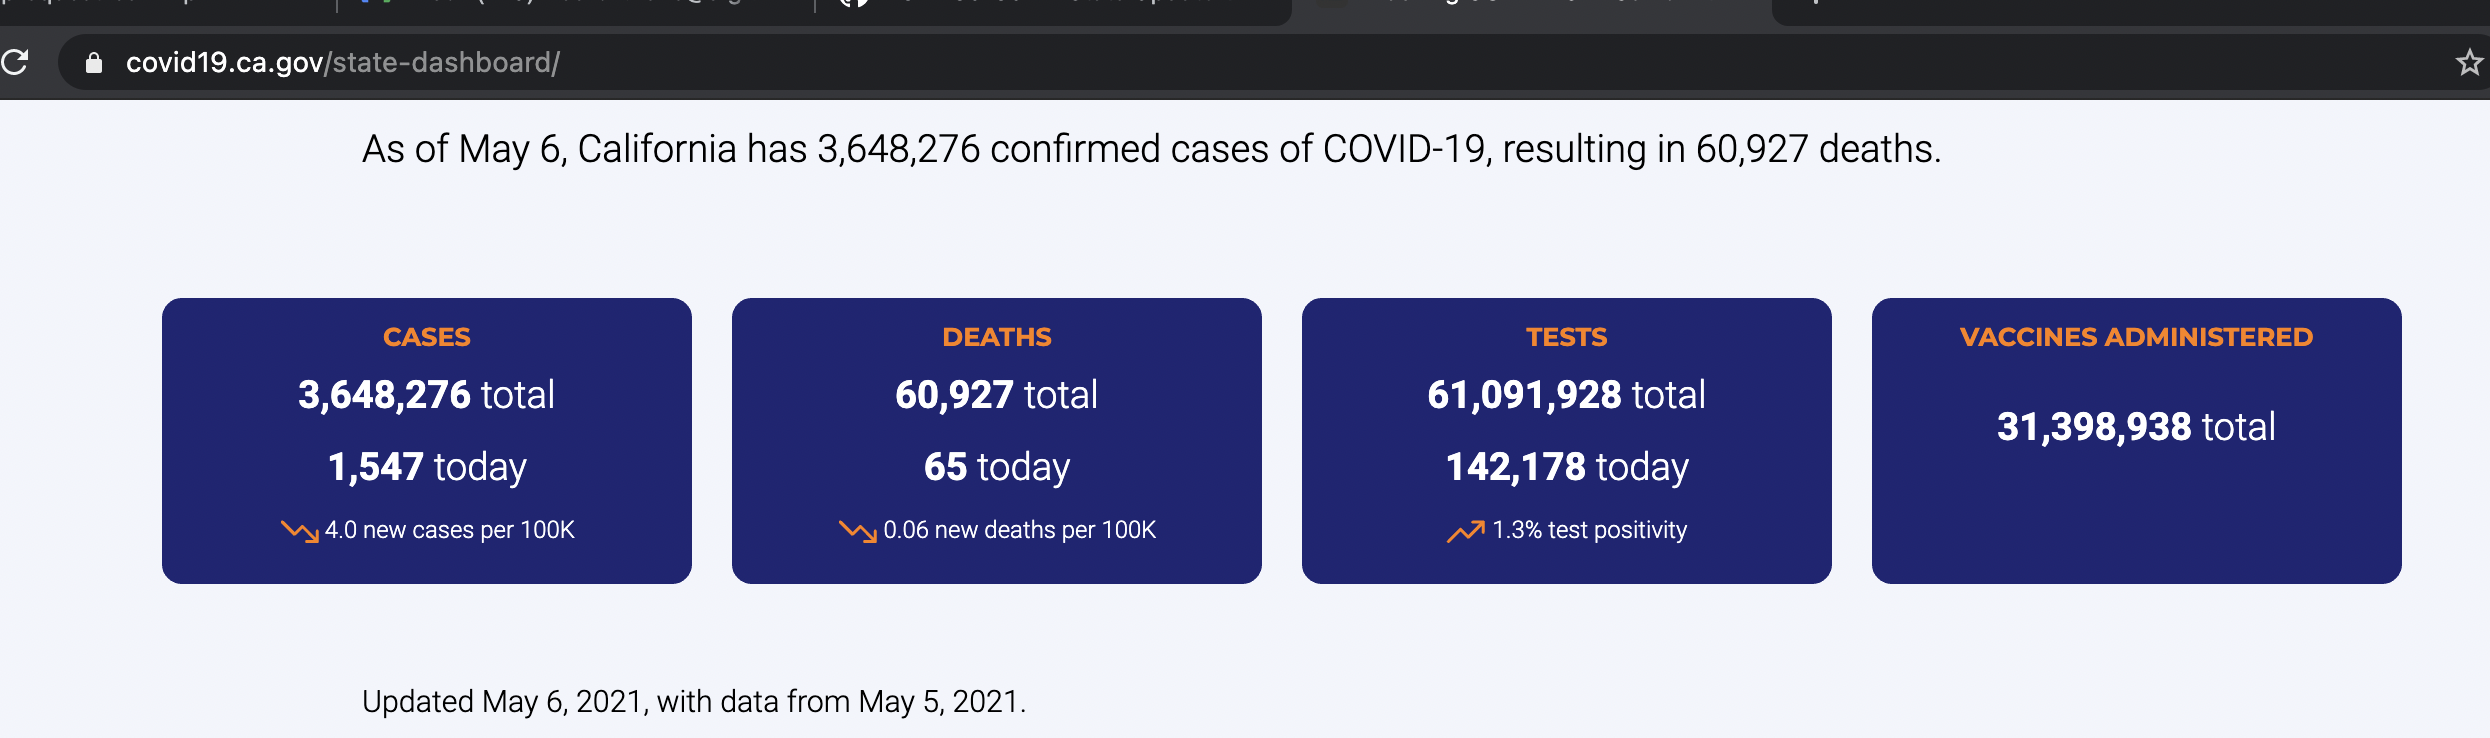 covid19.ca.gov/state-dashboard/
As of May 6, California has 3,648,276 confirmed cases of COVID-19, resulting in 60,927 deaths.
CASES
3,648,276 total
1,547 today
4.0 new cases per 100K
DEATHS
60,927 total
65 today
0.06 new deaths per 100K
TESTS
61,091,928 total
142,178 today
1.3% test positivity
VACCINES ADMINISTERED
31,398,938 total
Updated May 6, 2021, with data from May 5, 2021.